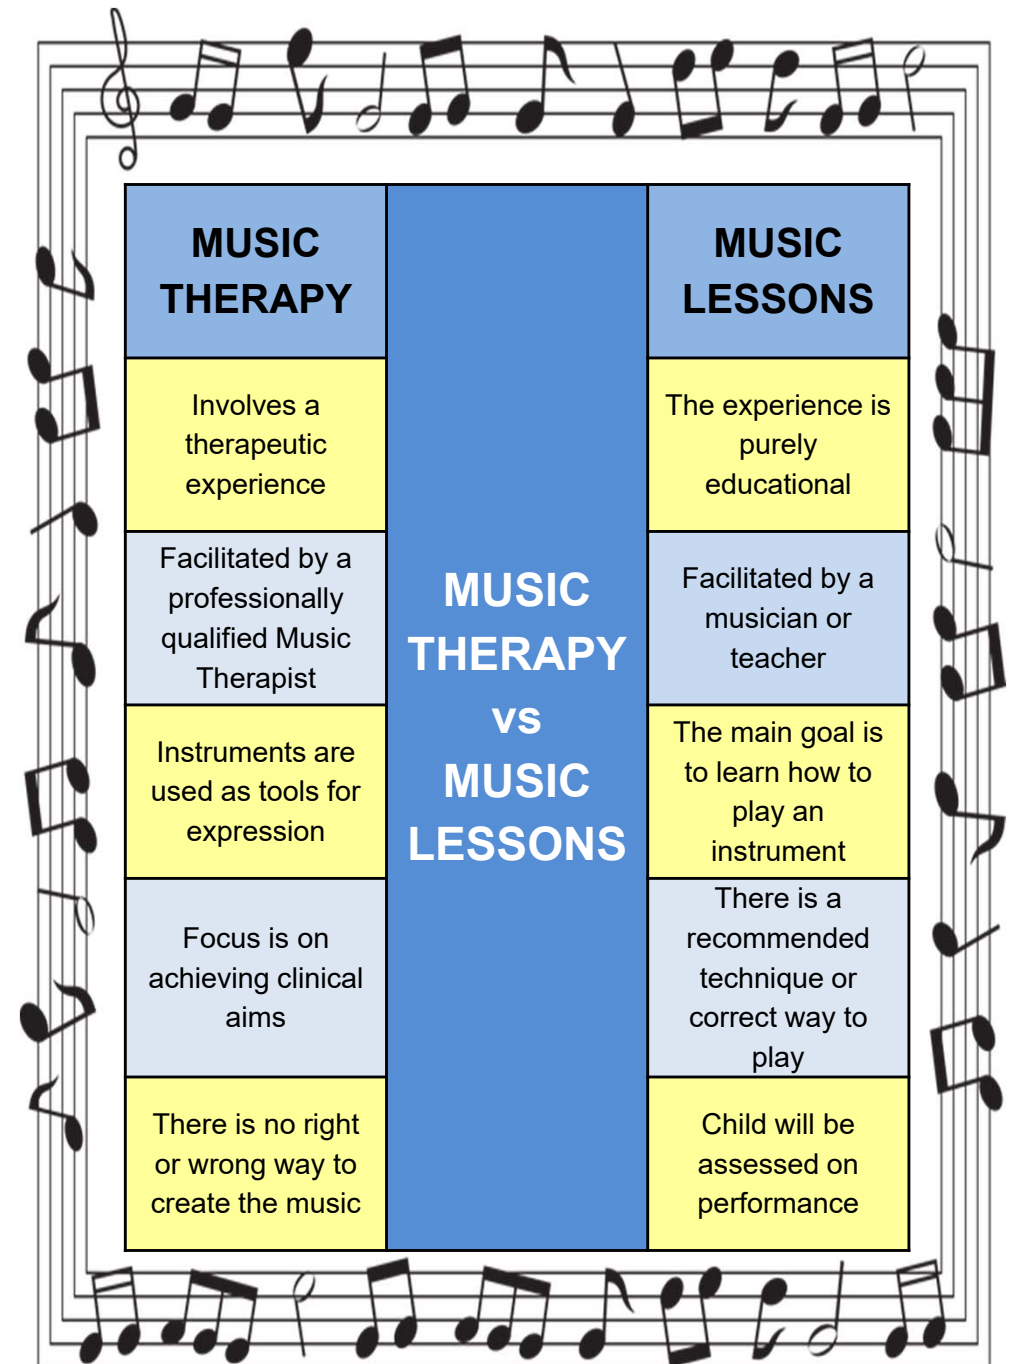 MUSIC
THERAPY
MUSIC
LESSONS
Involves a
therapeutic
experience
The experience is
purely
educational
Facilitated by a
professionally
qualified Music
Therapist
MUSIC
THERAPY
vs
MUSIC
LESSONS
Facilitated by a
musician or
teacher
Instruments are
used as tools for
expression
The main goal is
to learn how to
play an
instrument
Focus is on
achieving clinical
aims
There is a
recommended
technique or
correct way to
play
There is no right
or wrong way to
create the music
Child will be
assessed on
performance